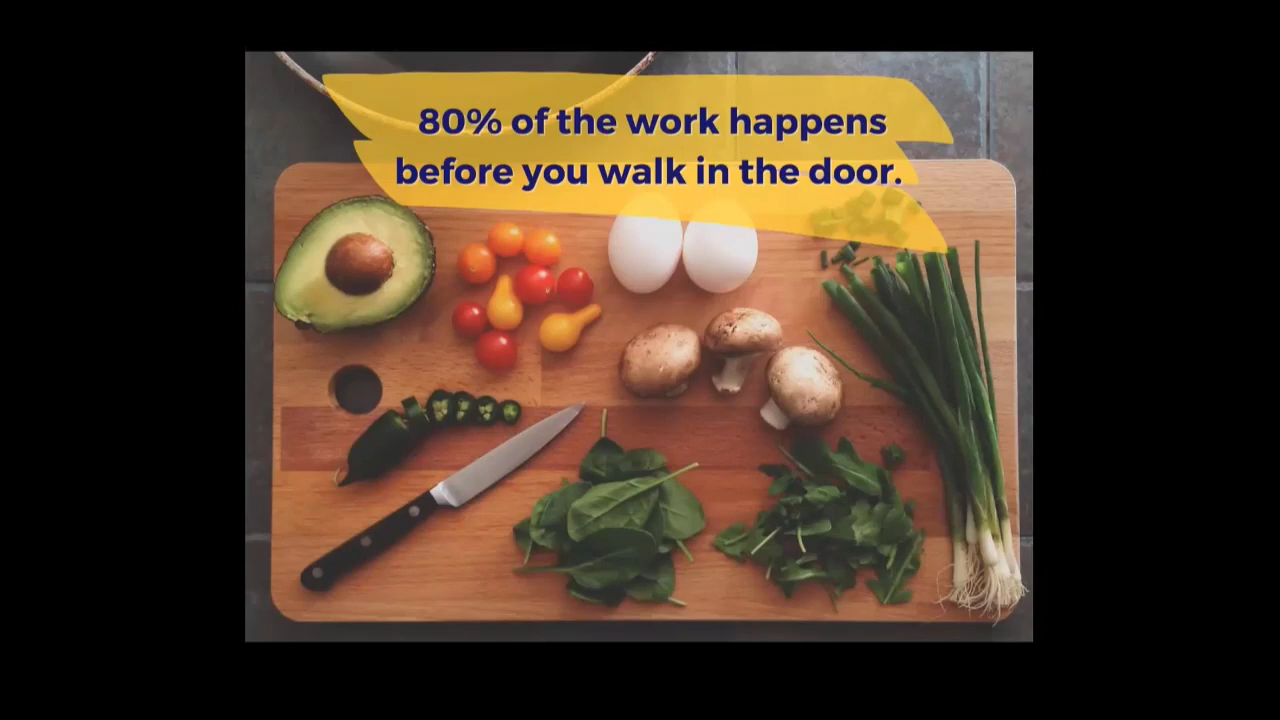 80% of the work happens
before you walk in the door.